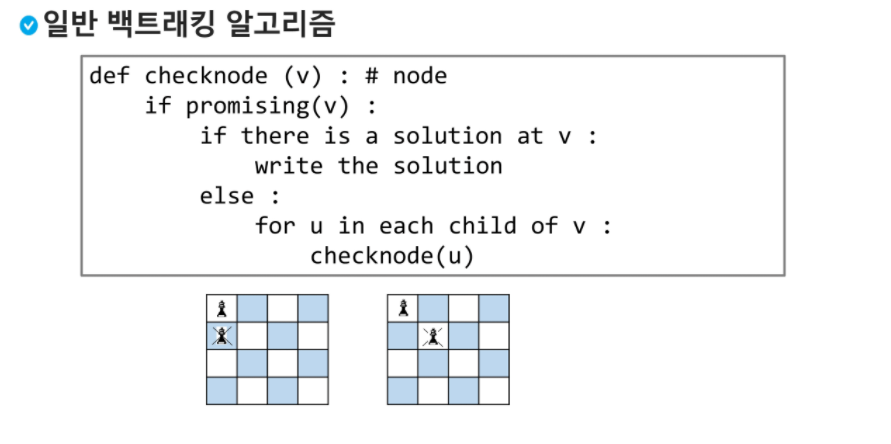 일반 백트래킹 알고리즘
def checknode (v) : # node
    if promising(v) :
        if there is a solution at v :
            write the solution
        else :
            for u in each child of v :
                checknode(u)